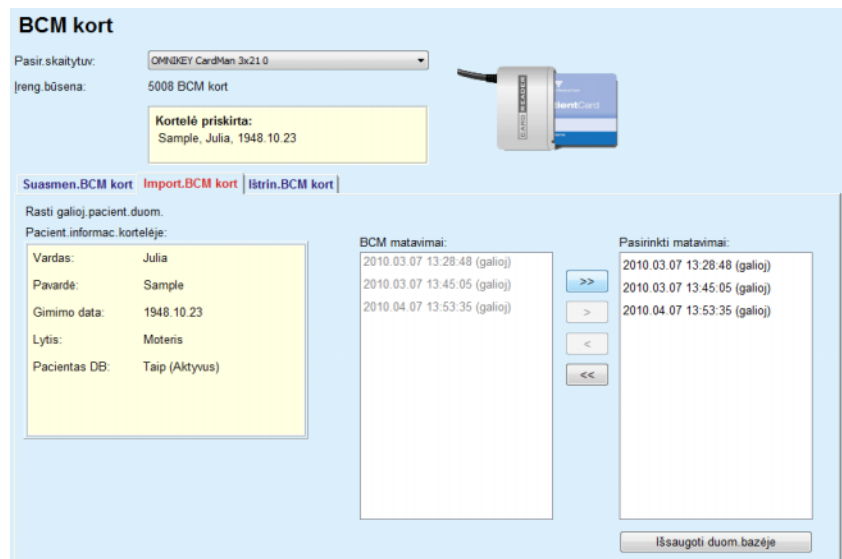 BCM kort
Pasir.skaitytuv: OMNIKEY CardMan 3x21 0
Įreng.būsena: 5008 BCM kort
Kortelė priskirta:
Sample, Julia, 1948.10.23
CARD READER
ientCard
Suasmen.BCM kort Import.BCM kort Ištrin.BCM kort
Rasti galioj.pacient.duom.
Pacient.informac.kortelėje:
Vardas: Julia
Pavardė: Sample
Gimimo data: 1948.10.23
Lytis: Moteris
Pacientas DB: Taip (Aktyvus)
BCM matavimai:
2010.03.07 13:28:48 (galioj)
2010.03.07 13:45:05 (galioj)
2010.04.07 13:53:35 (galioj)
>>
>
<
<<
Pasirinkti matavimai:
2010.03.07 13:28:48 (galioj)
2010.03.07 13:45:05 (galioj)
2010.04.07 13:53:35 (galioj)
Išsaugoti duom.bazėje